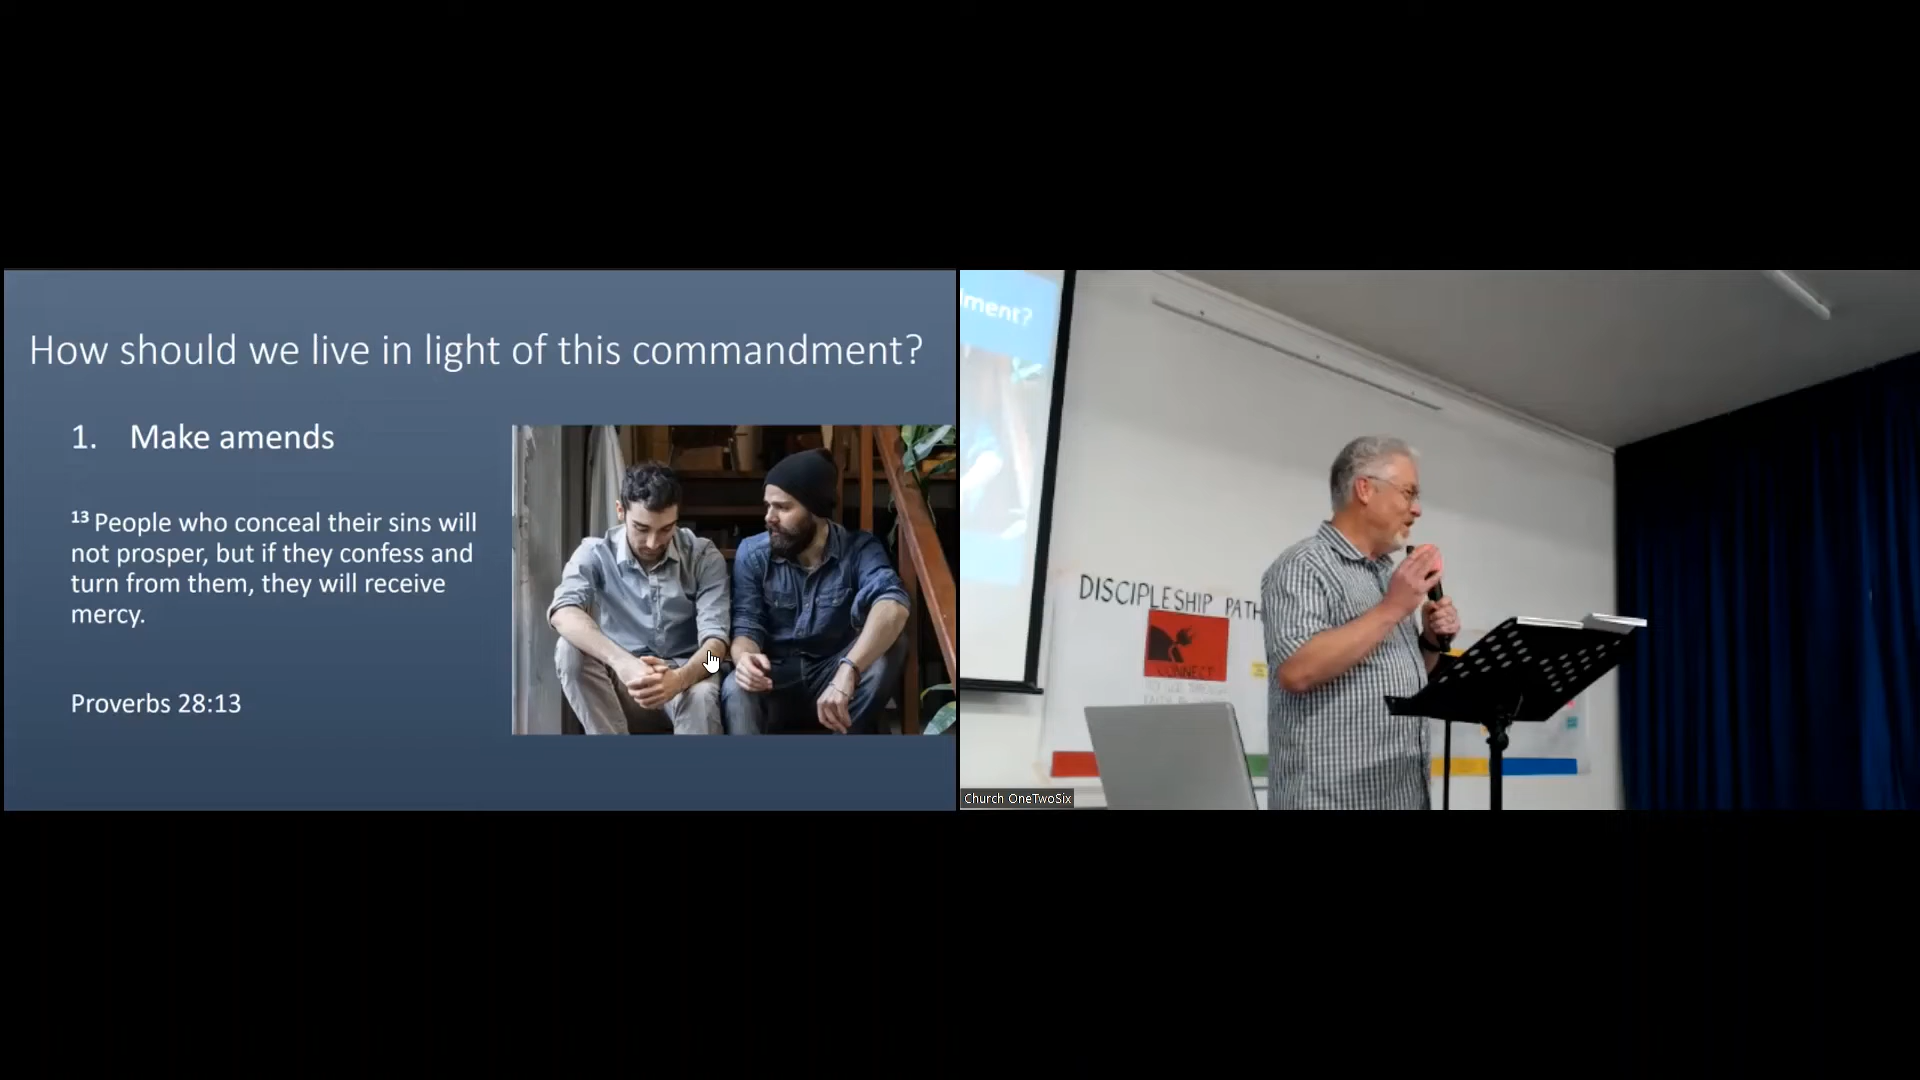 How should we live in light of this commandment?
1. Make amends
13 People who conceal their sins will
not prosper, but if they confess and
turn from them, they will receive
mercy.
Proverbs 28:13
ment?
DISCIPLESHIP PATH
CONNECT
Church OneTwoSix